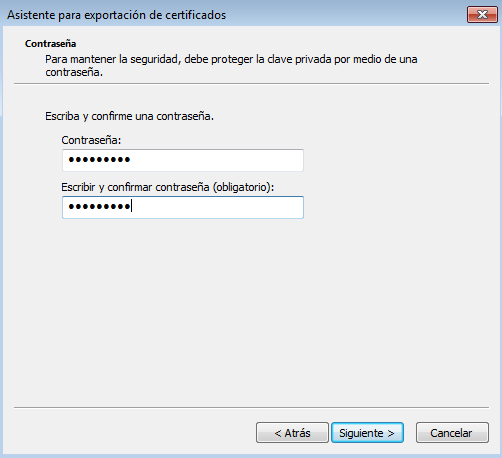 Asistente para exportación de certificados
Contraseña
Para mantener la seguridad, debe proteger la clave privada por medio de una
contraseña.
Escriba y confirme una contraseña.
Contraseña:
●●●●●●●●●
Escribir y confirmar contraseña (obligatorio):
●●●●●●●●●
< Atrás
Siguiente >
Cancelar